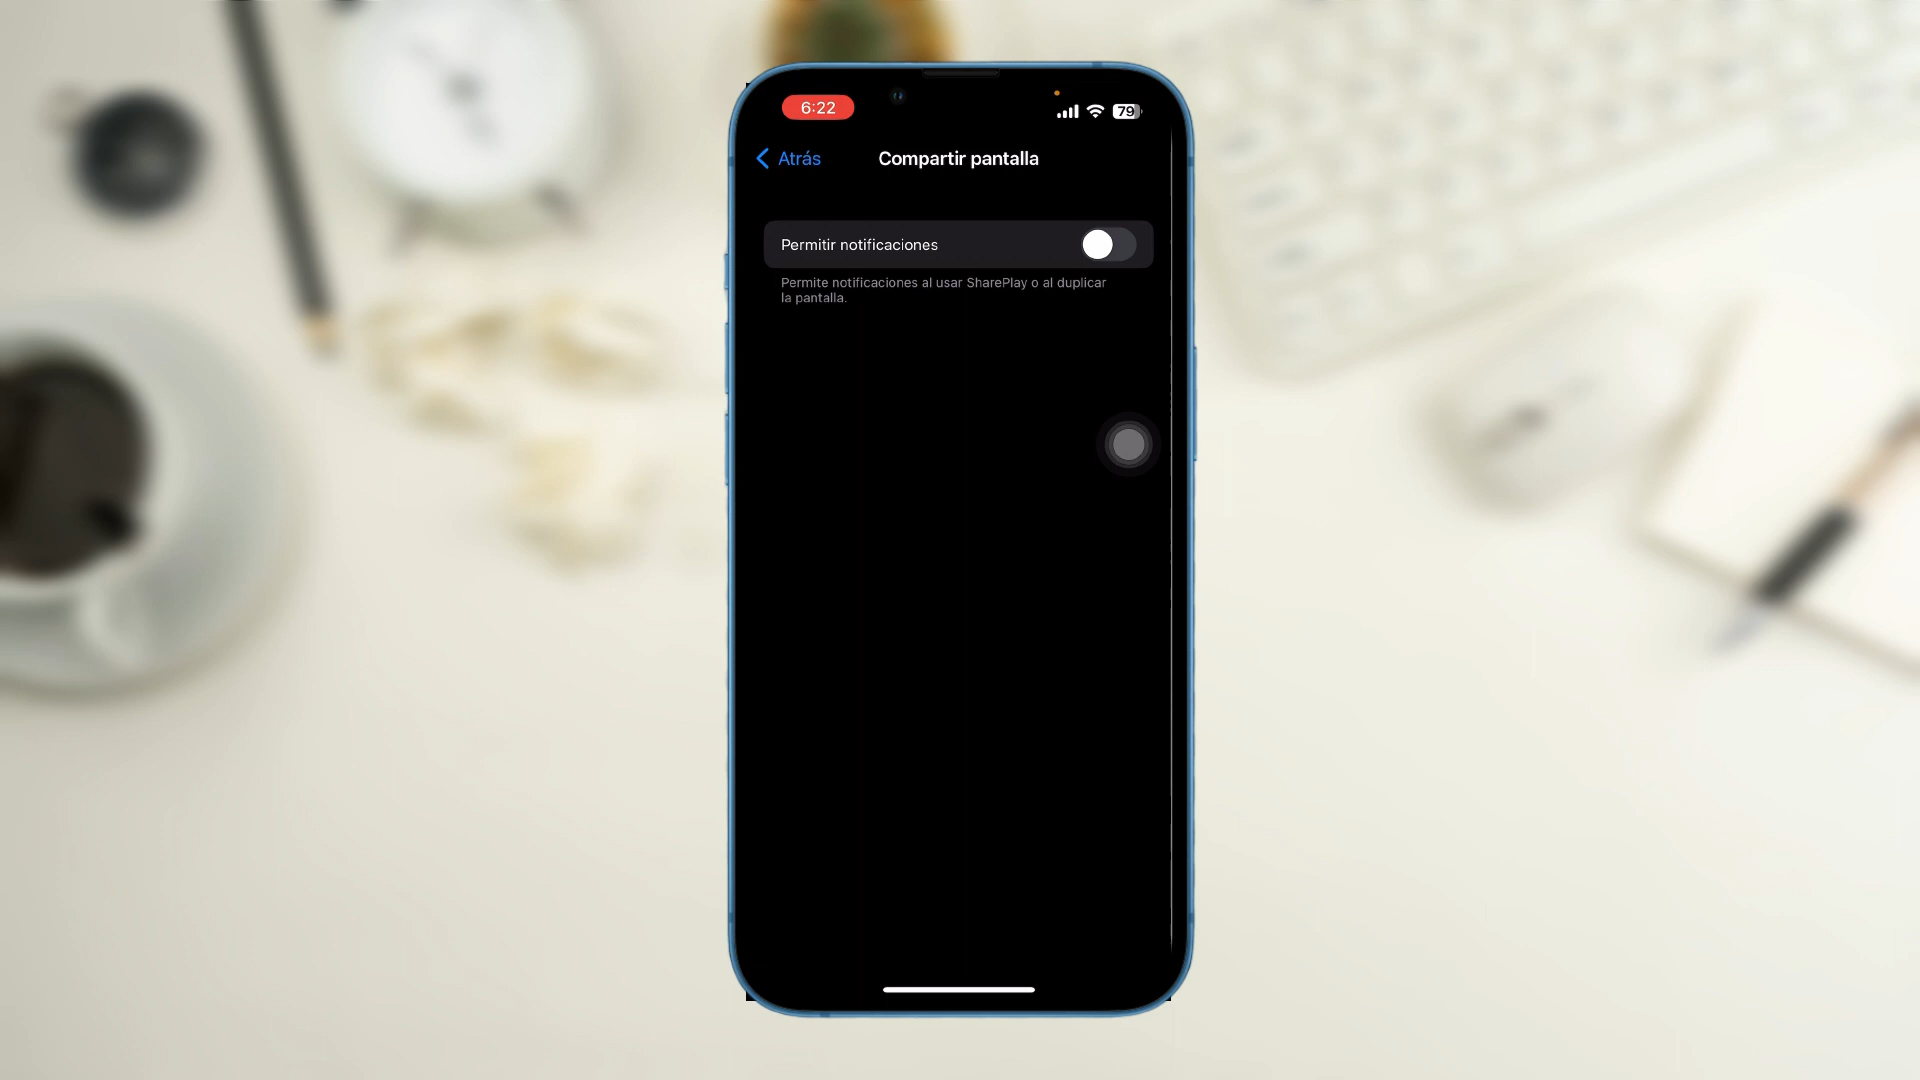 6:22
79
Atrás
Compartir pantalla
Permitir notificaciones
Permite notificaciones al usar SharePlay o al duplicar
la pantalla.